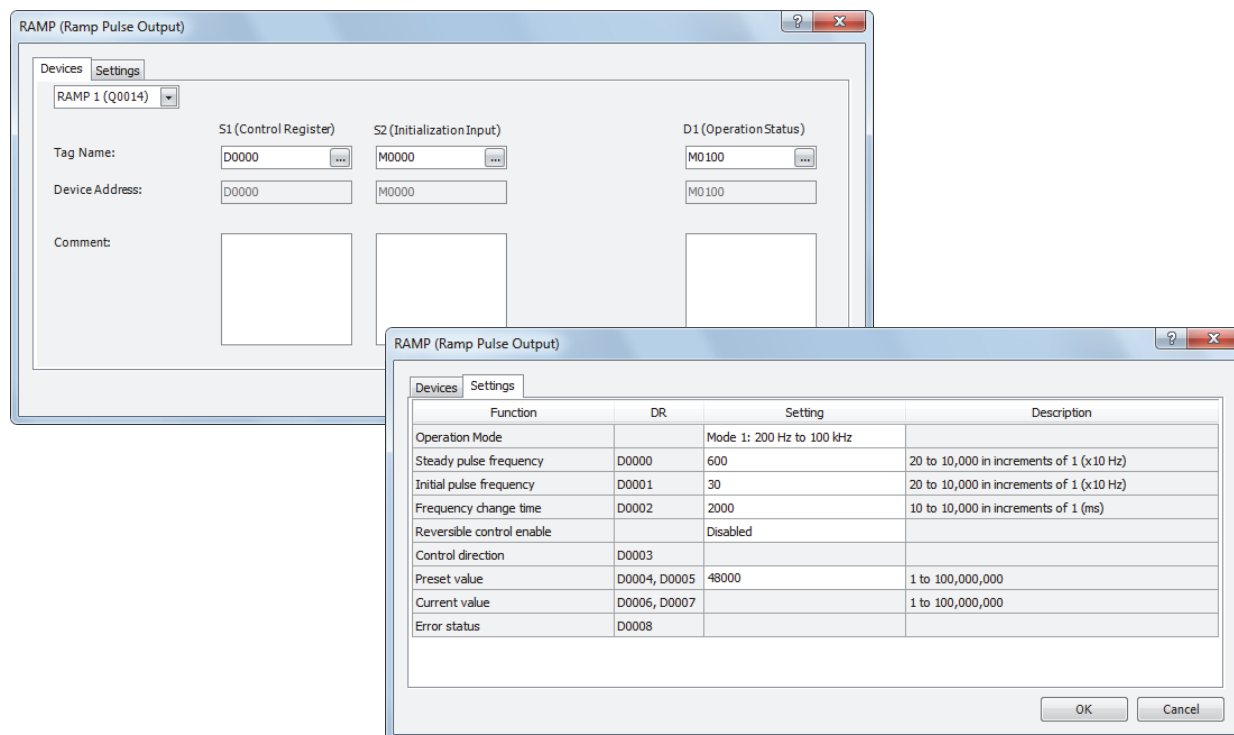 RAMP (Ramp Pulse Output)
Devices Settings
RAMP 1 (Q0014)
S1 (Control Register) S2 (Initialization Input) D1 (Operation Status)
Tag Name: D0000 ... M0000 ... M0100 ...
Device Address: D0000 M0000 M0100
Comment:
RAMP (Ramp Pulse Output)
Devices Settings
Function DR Setting Description
Operation Mode Mode 1: 200 Hz to 100 kHz
Steady pulse frequency D0000 600 20 to 10,000 in increments of 1 (x10 Hz)
Initial pulse frequency D0001 30 20 to 10,000 in increments of 1 (x10 Hz)
Frequency change time D0002 2000 10 to 10,000 in increments of 1 (ms)
Reversible control enable Disabled
Control direction D0003
Preset value D0004, D0005 48000 1 to 100,000,000
Current value D0006, D0007 1 to 100,000,000
Error status D0008
OK Cancel